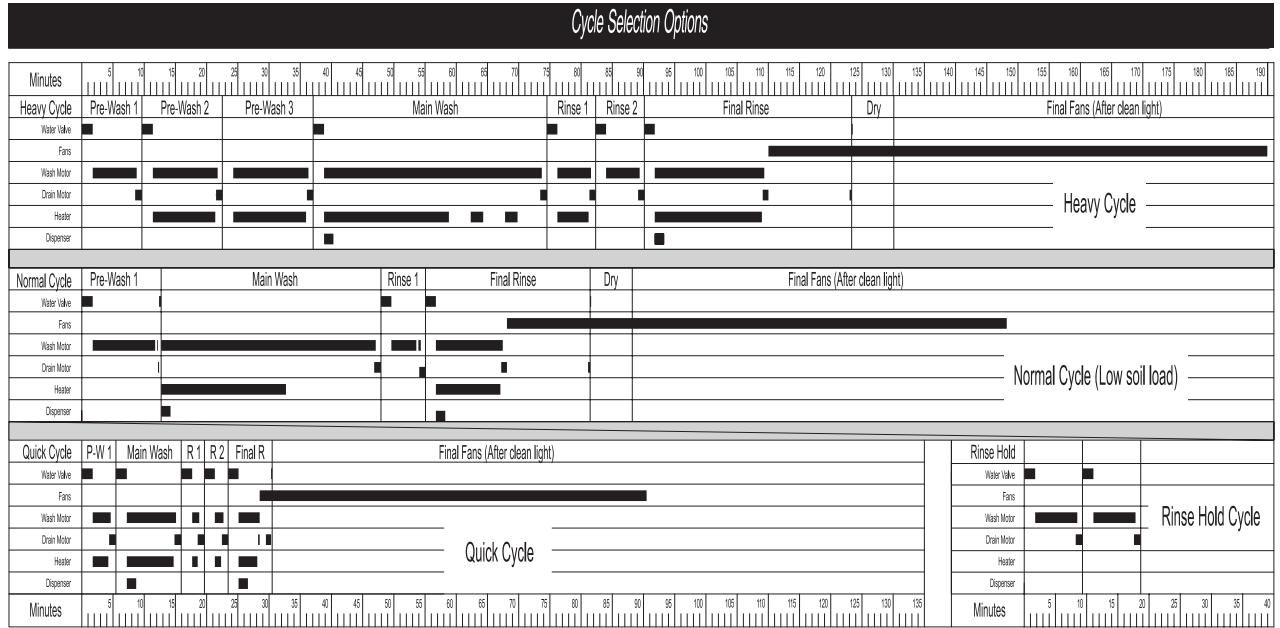 Cycle Selection Options
Minutes 5 10 15 20 25 30 35 40 45 50 55 60 65 70 75 80 85 90 95 100 105 110 115 120 125 130 135 140 145 150 155 160 165 170 175 180 185 190
Heavy Cycle Pre-Wash 1 Pre-Wash 2 Pre-Wash 3 Main Wash Rinse 1 Rinse 2 Final Rinse Dry Final Fans (After clean light)
Water Valve
Fans
Wash Motor
Drain Motor
Heavy Cycle
Heater
Dispenser
Normal Cycle Pre-Wash 1 Main Wash Rinse 1 Final Rinse Dry Final Fans (After clean light)
Water Valve
Fans
Wash Motor
Drain Motor
Normal Cycle (Low soil load)
Heater
Dispenser
Quick Cycle P-W 1 Main Wash R 1 R 2 Final R Final Fans (After clean light)
Water Valve
Fans
Wash Motor
Drain Motor
Quick Cycle
Heater
Dispenser
Minutes 5 10 15 20 25 30 35 40 45 50 55 60 65 70 75 80 85 90 95 100 105 110 115 120 125 130 135
Rinse Hold
Water Valve
Fans
Wash Motor
Rinse Hold Cycle
Drain Motor
Heater
Dispenser
Minutes 5 10 15 20 25 30 35 40